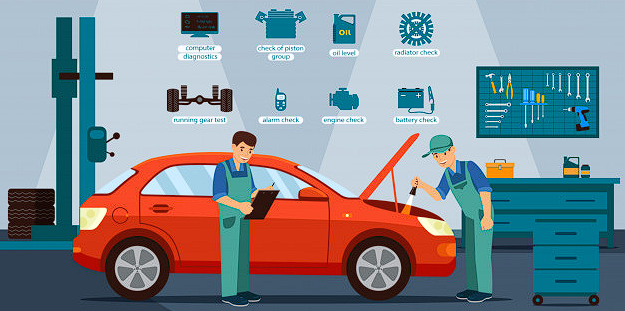 computer
diagnostics
check of piston
group
OIL
oil level
radiator check
running gear test
alarm check
engine check
battery check